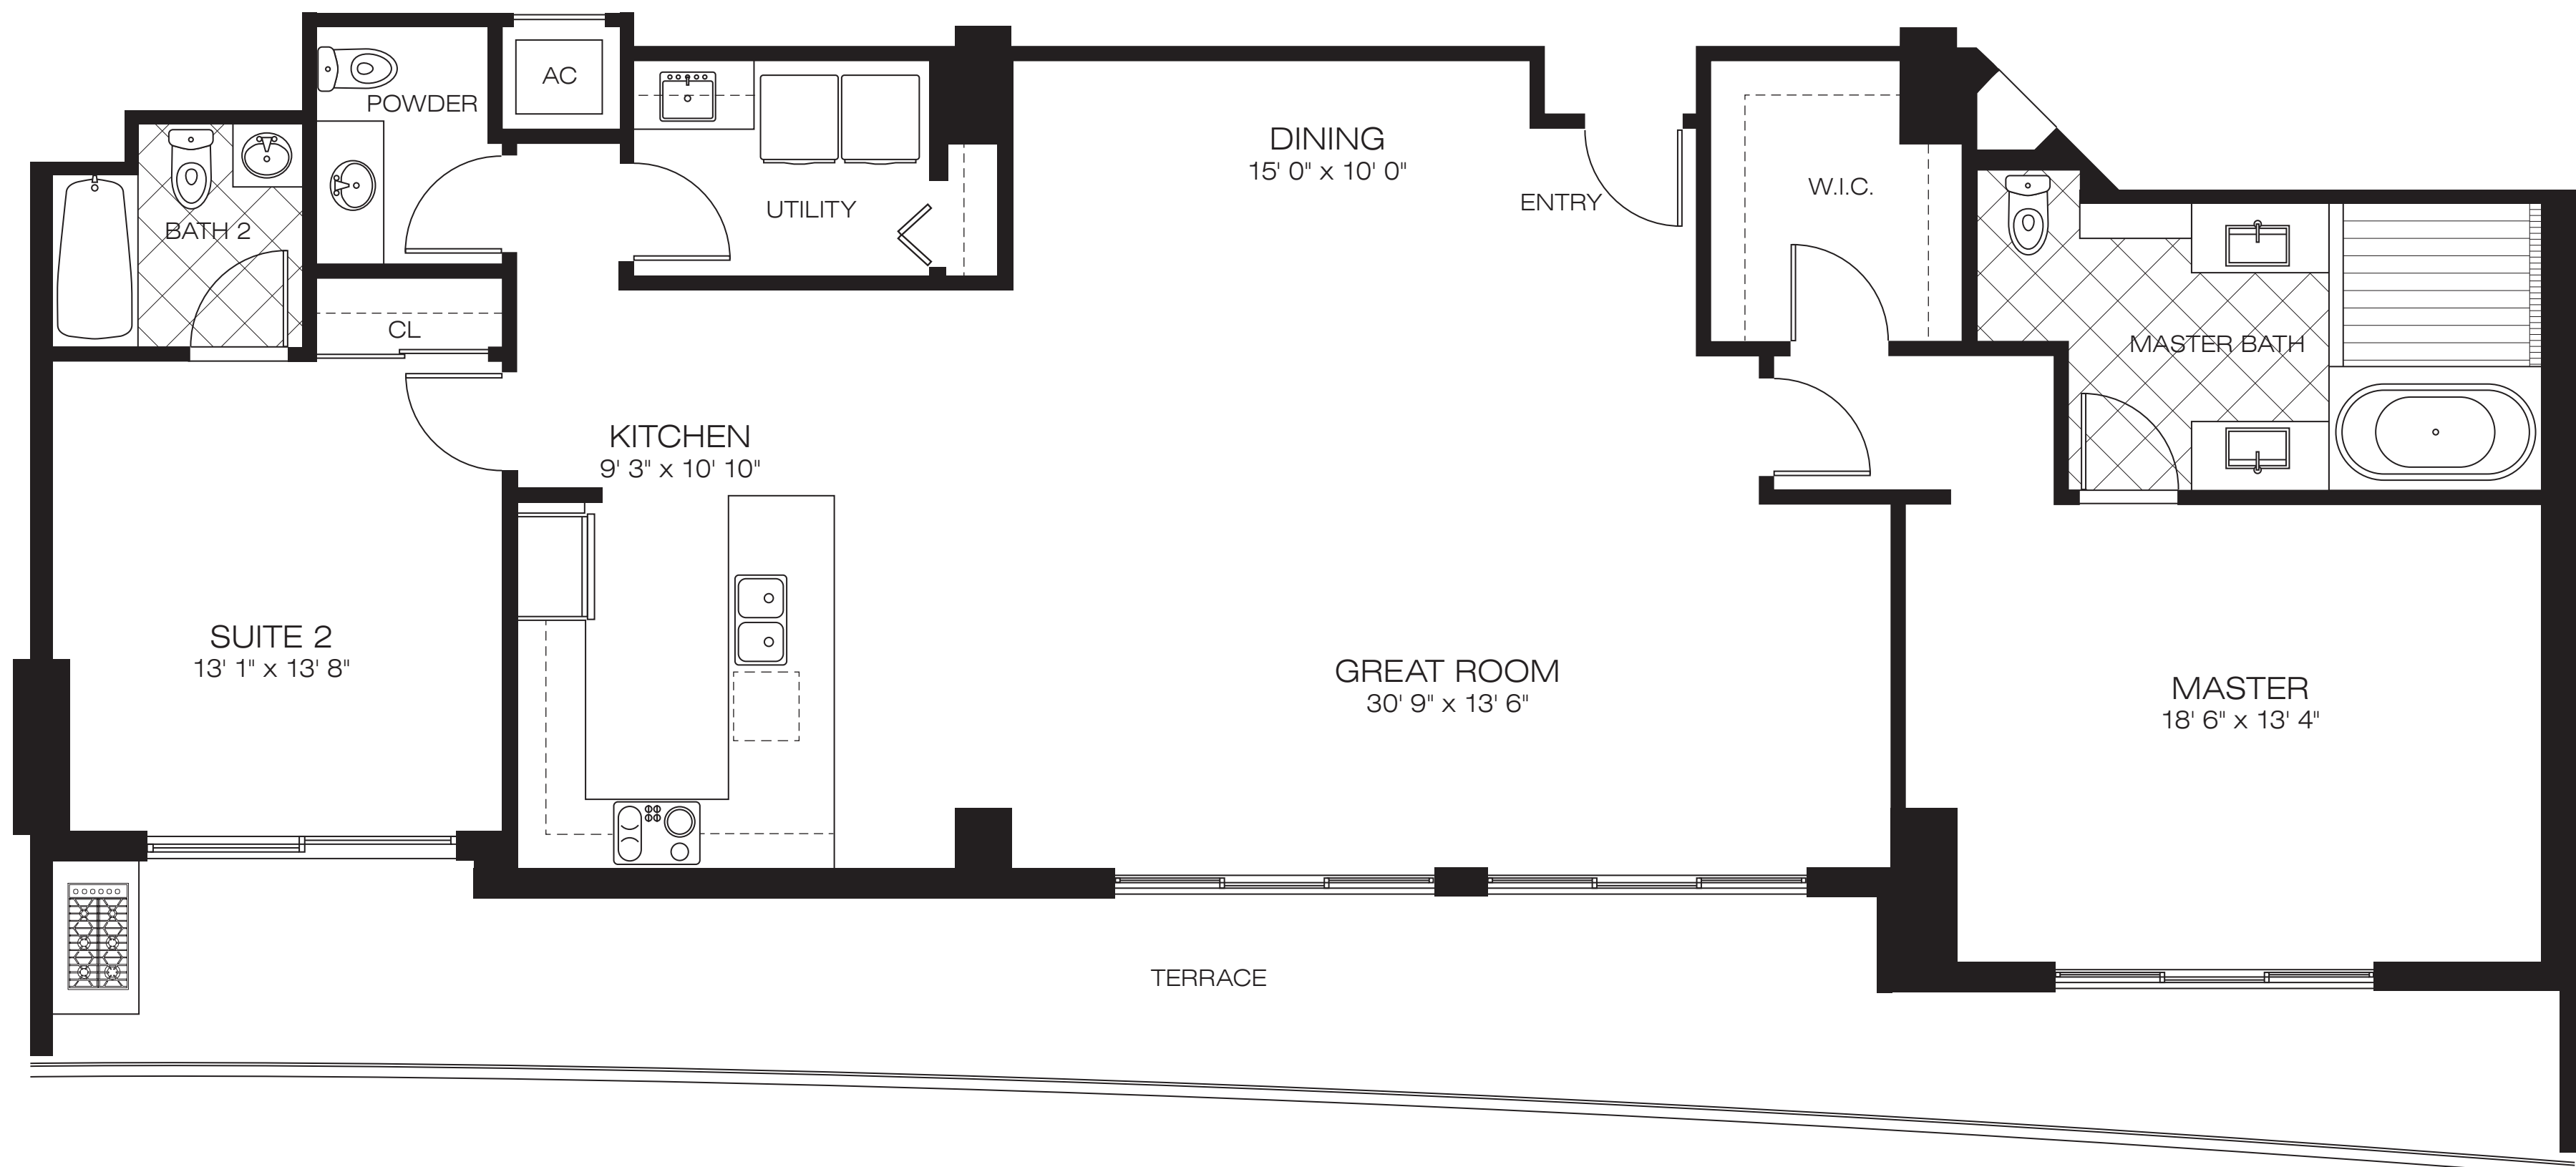 AC
POWDER
DINING
15' 0" x 10' 0"
W.I.C.
ENTRY
UTILITY
BATH 2
CL
MASTER BATH
KITCHEN
9' 3" x 10' 10"
SUITE 2
13' 1" x 13' 8"
GREAT ROOM
30' 9" x 13' 6"
MASTER
18' 6" x 13' 4"
TERRACE